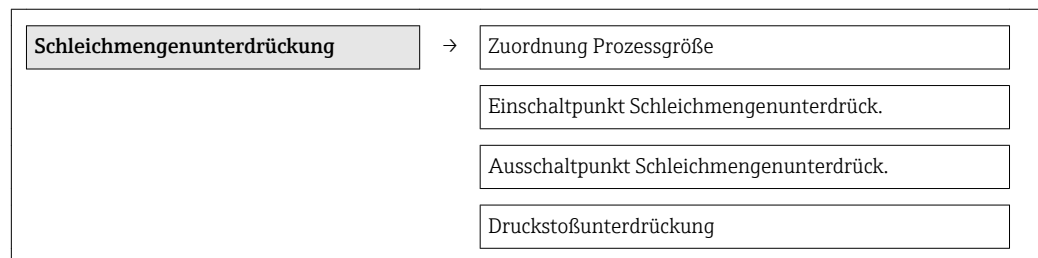 Schleichmengenunterdrückung → Zuordnung Prozessgröße
Einschaltpunkt Schleichmengenunterdrück.
Ausschaltpunkt Schleichmengenunterdrück.
Druckstoßunterdrückung